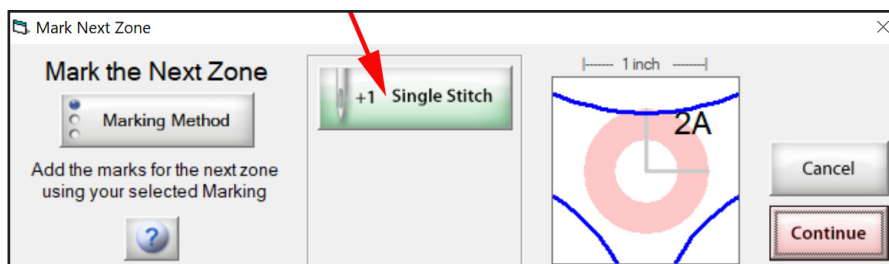 Mark Next Zone
Mark the Next Zone
Marking Method
Add the marks for the next zone
using your selected Marking
?
+1 Single Stitch
1 inch
2A
Cancel
Continue